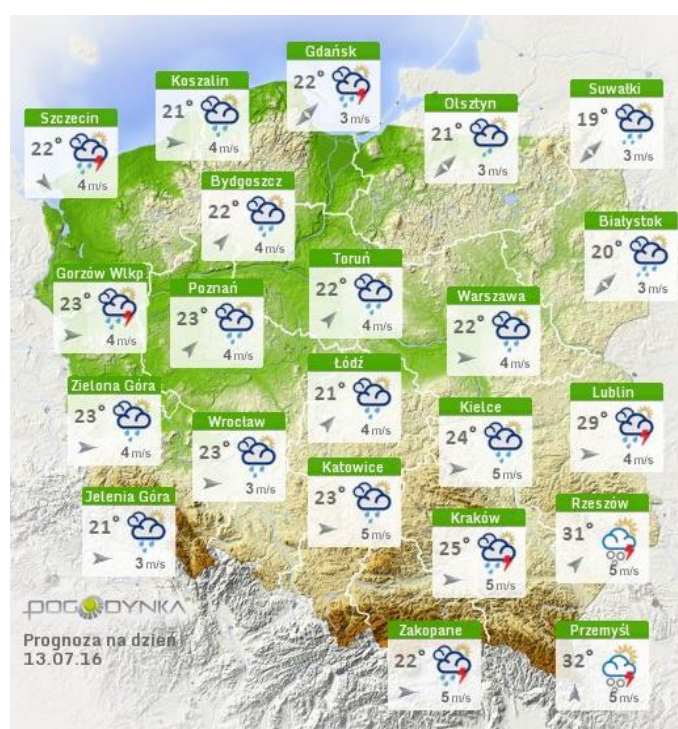 Gdańsk
22°
3 m/s
Koszalin
21°
4 m/s
Suwałki
19°
3 m/s
Olsztyn
21°
3 m/s
Szczecin
22°
4 m/s
Bydgoszcz
22°
4 m/s
Białystok
20°
3 m/s
Toruń
22°
4 m/s
Gorzów Wlkp
23°
4 m/s
Poznań
23°
4 m/s
Warszawa
22°
4 m/s
Łódź
21°
4 m/s
Zielona Góra
23°
4 m/s
Lublin
29°
4 m/s
Kielce
24°
5 m/s
Wrocław
23°
3 m/s
Katowice
23°
5 m/s
Jelenia Góra
21°
3 m/s
Rzeszów
31°
5 m/s
Kraków
25°
5 m/s
POGODYNKA
Prognoza na dzień
13.07.16
Zakopane
22°
5 m/s
Przemyśl
32°
5 m/s